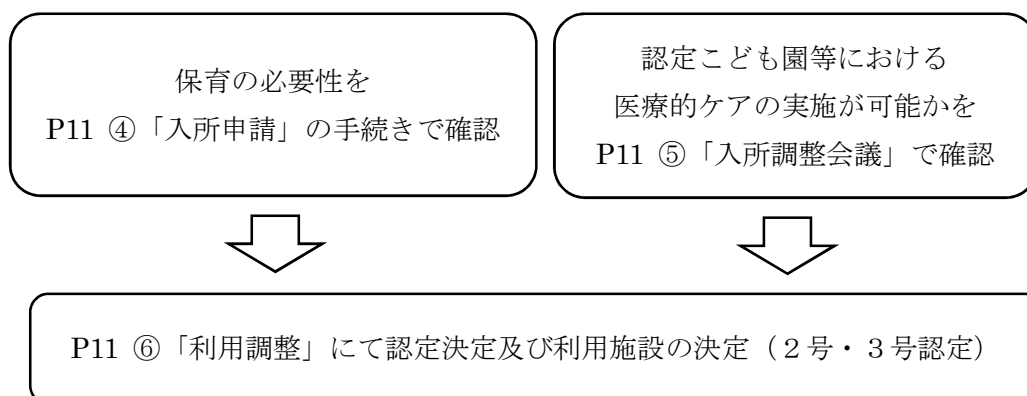 保育の必要性を
P11 ④「入所申請」の手続きで確認
認定こども園等における
医療的ケアの実施が可能かを
P11 ⑤「入所調整会議」で確認
P11 ⑥「利用調整」にて認定決定及び利用施設の決定（２号・３号認定）